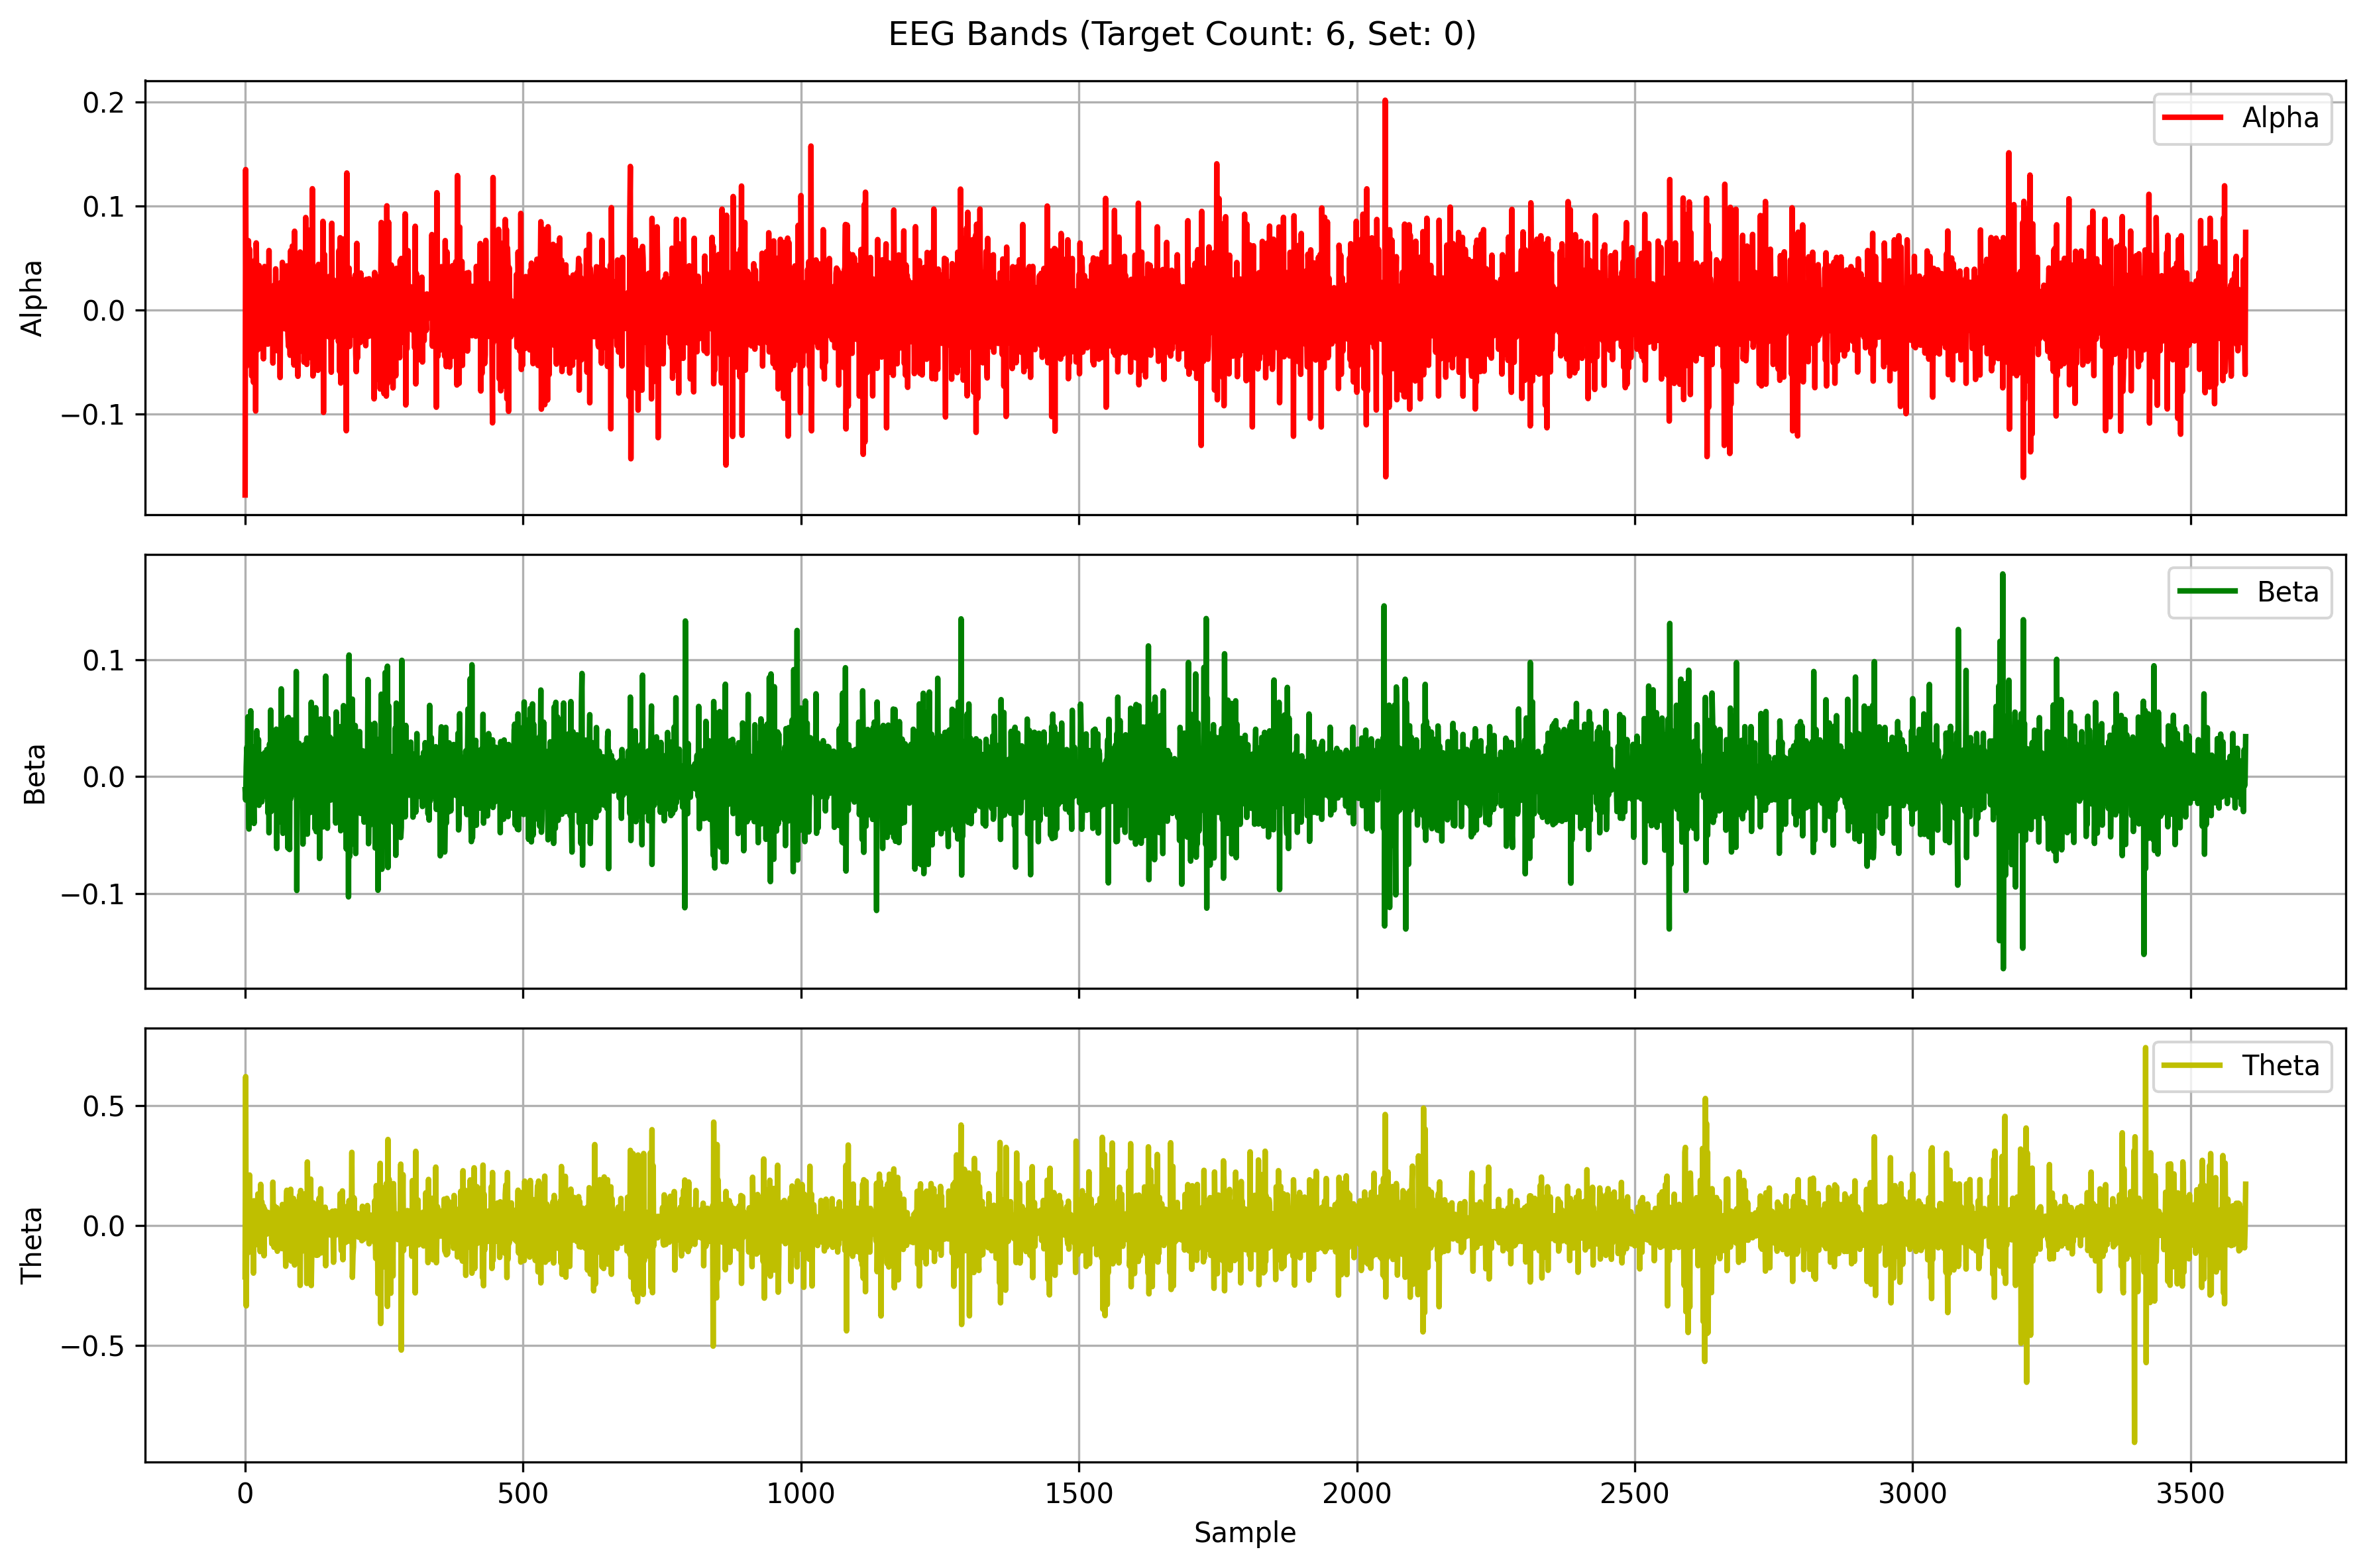 EEG Bands (Target Count: 6, Set: 0)
0.2
0.1
0.0
−0.1
Alpha
Alpha
0.1
0.0
−0.1
Beta
Beta
0.5
0.0
−0.5
Theta
Theta
0 500 1000 1500 2000 2500 3000 3500
Sample